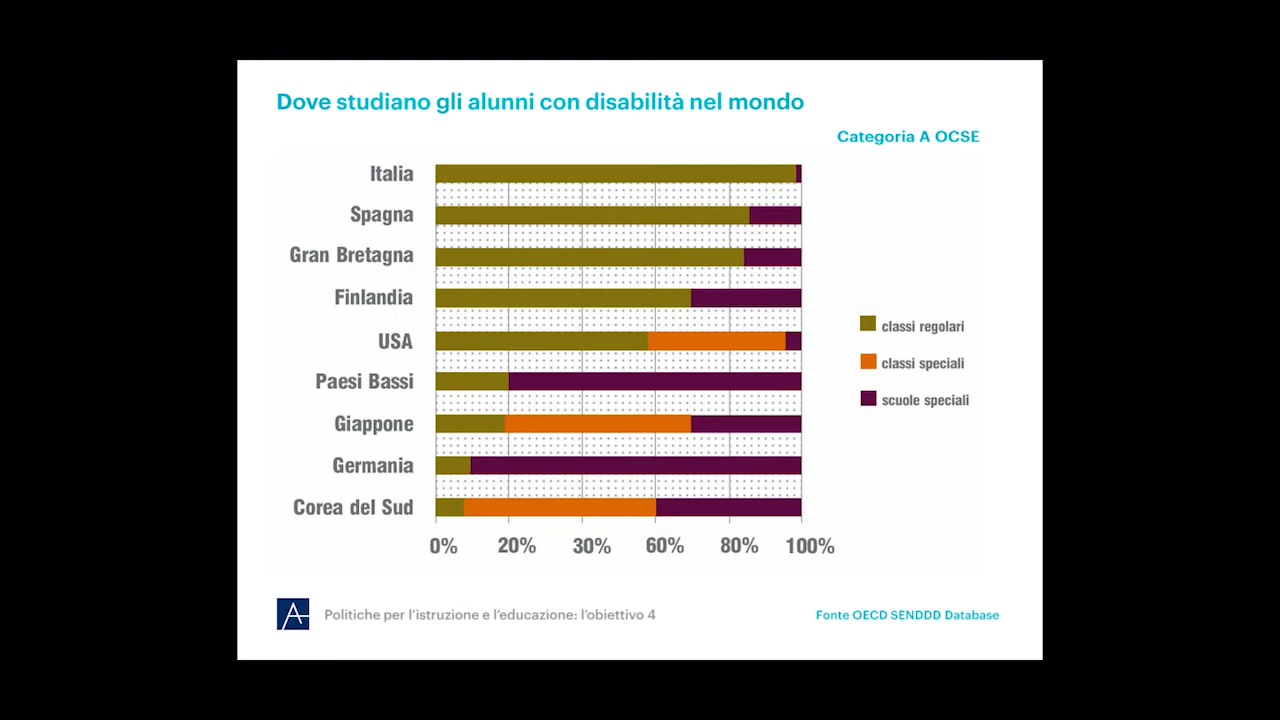 Dove studiano gli alunni con disabilità nel mondo
Categoria A OCSE
Italia
Spagna
Gran Bretagna
Finlandia
USA
Paesi Bassi
Giappone
Germania
Corea del Sud
0% 20% 30% 60% 80% 100%
classi regolari
classi speciali
scuole speciali
A
Politiche per l'istruzione e l'educazione: l'obiettivo 4
Fonte OECD SENDDD Database